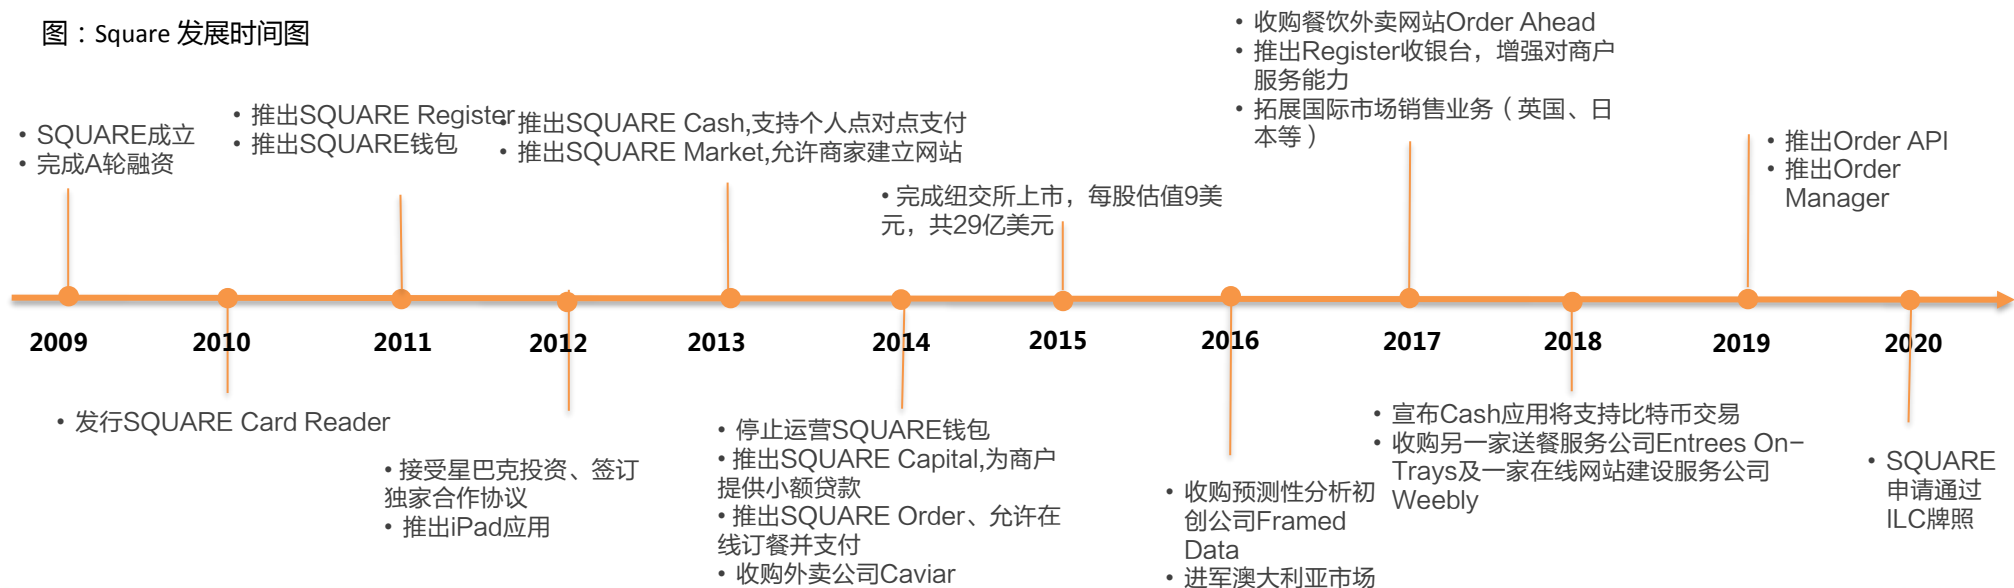 图：Square 发展时间图
• SQUARE成立
• 完成A轮融资
• 推出SQUARE Register
• 推出SQUARE钱包
• 推出SQUARE Cash,支持个人点对点支付
• 推出SQUARE Market,允许商家建立网站
• 完成纽交所上市，每股估值9美
元，共29亿美元
• 收购餐饮外卖网站Order Ahead
• 推出Register收银台，增强对商户
服务能力
• 拓展国际市场销售业务（英国、日
本等）
• 推出Order API
• 推出Order
Manager
2009
2010
2011
2012
2013
2014
2015
2016
2017
2018
2019
2020
• 发行SQUARE Card Reader
• 接受星巴克投资、签订
独家合作协议
• 推出iPad应用
• 停止运营SQUARE钱包
• 推出SQUARE Capital,为商户
提供小额贷款
• 推出SQUARE Order、允许在
线订餐并支付
• 收购外卖公司Caviar
• 收购预测性分析初
创公司Framed
Data
• 进军澳大利亚市场
• 宣布Cash应用将支持比特币交易
• 收购另一家送餐服务公司Entrees On-
Trays及一家在线网站建设服务公司
Weebly
• SQUARE
申请通过
ILC牌照